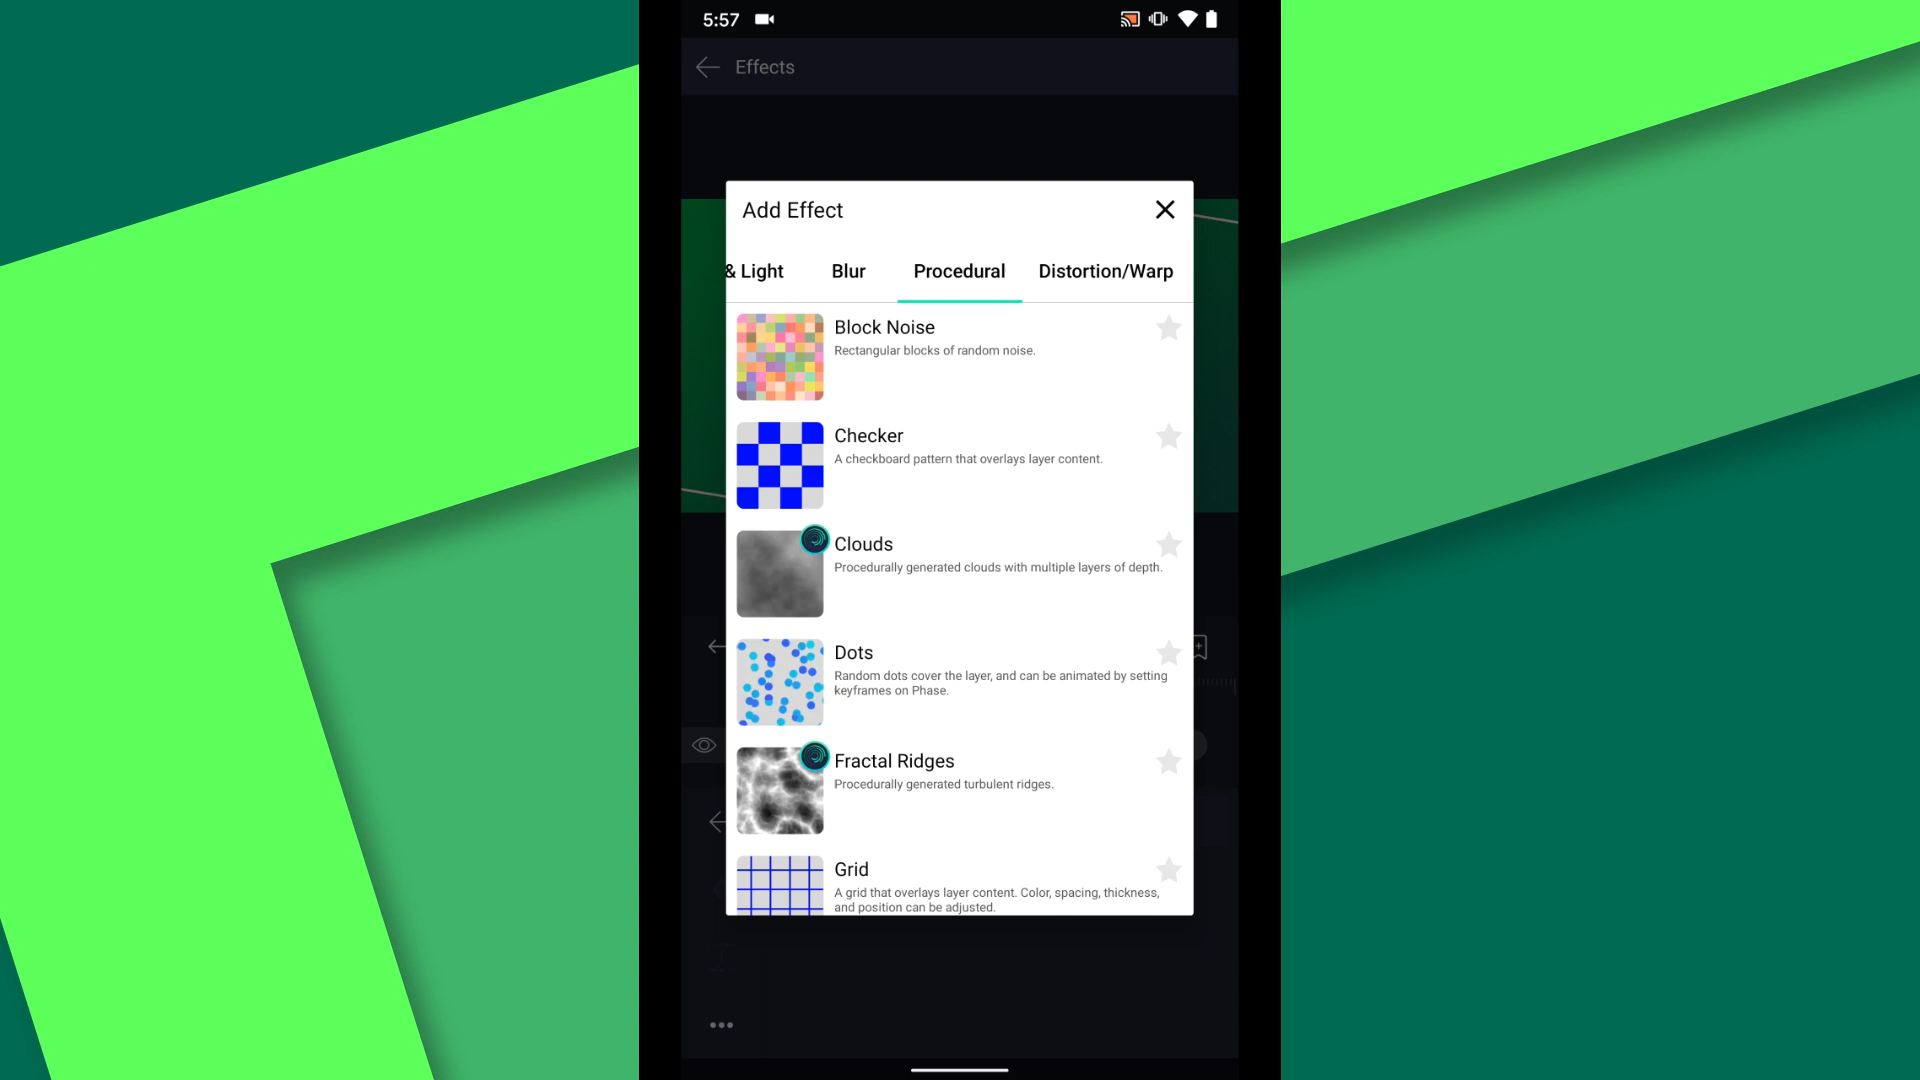 5:57
Effects
Add Effect
& Light Blur Procedural Distortion/Warp
Block Noise
Rectangular blocks of random noise.
Checker
A checkboard pattern that overlays layer content.
Clouds
Procedurally generated clouds with multiple layers of depth.
Dots
Random dots cover the layer, and can be animated by setting
keyframes on Phase.
Fractal Ridges
Procedurally generated turbulent ridges.
Grid
A grid that overlays layer content. Color, spacing, thickness,
and position can be adjusted.